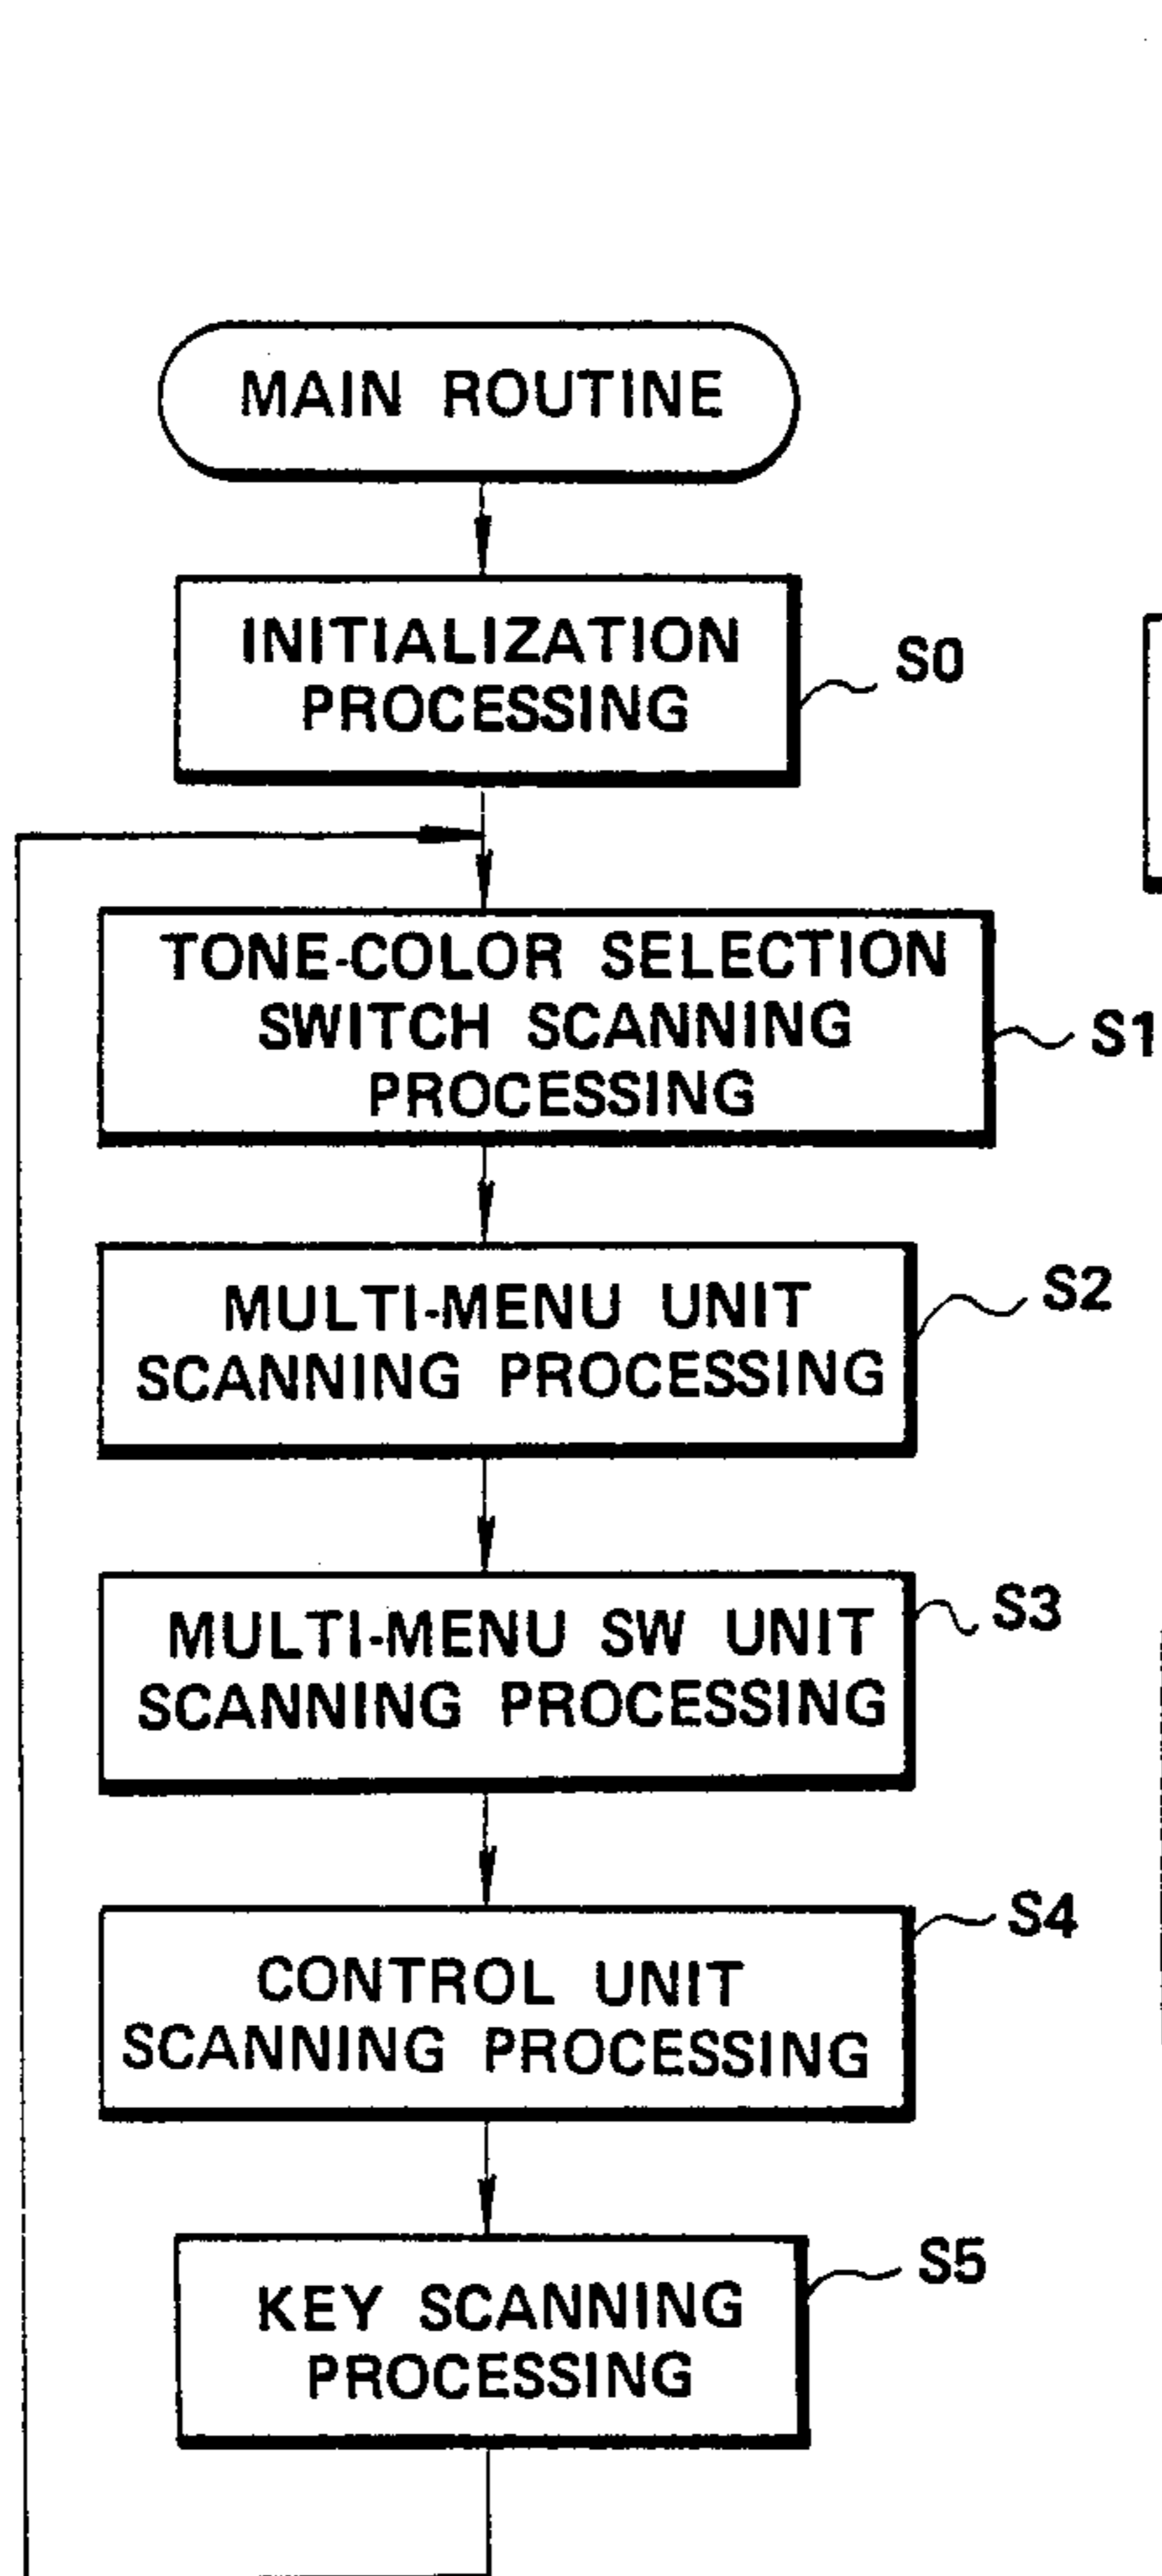 MAIN ROUTINE
INITIALIZATION
PROCESSING
S0
TONE-COLOR SELECTION
SWITCH SCANNING
PROCESSING
S1
MULTI-MENU UNIT
SCANNING PROCESSING
S2
MULTI-MENU SW UNIT
SCANNING PROCESSING
S3
CONTROL UNIT
SCANNING PROCESSING
S4
KEY SCANNING
PROCESSING
S5